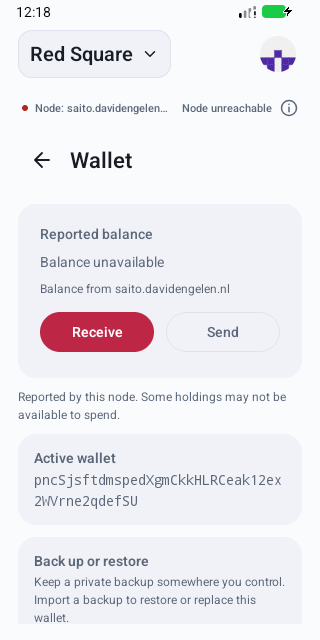 12:18
Red Square
Node: saito.davidengelen... Node unreachable
Wallet
Reported balance
Balance unavailable
Balance from saito.davidengelen.nl
Receive Send
Reported by this node. Some holdings may not be
available to spend.
Active wallet
pncSjsftdmspedXgmCkkHLRCeak12ex
2WVrne2qdefSU
Back up or restore
Keep a private backup somewhere you control.
Import a backup to restore or replace this
wallet.